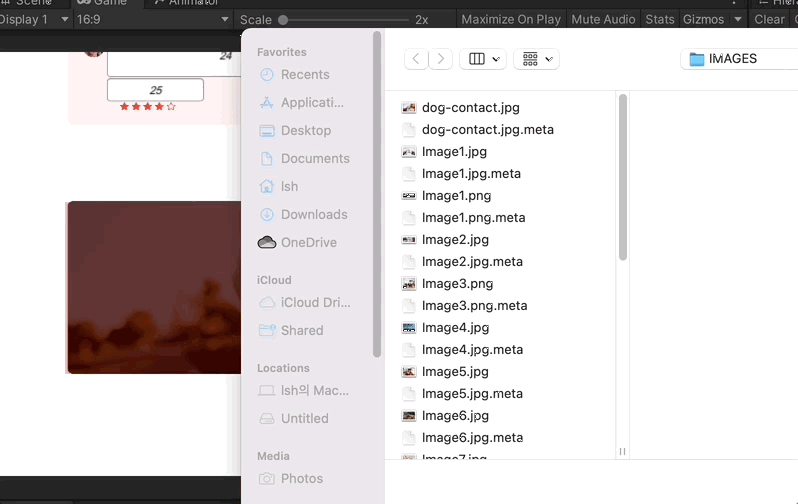 Scene Game Animator
Display 1 16:9 Scale 2x Maximize On Play Mute Audio Stats Gizmos Clear
24
25
Favorites
Recents
Applicati...
Desktop
Documents
lsh
Downloads
OneDrive
iCloud
iCloud Dri...
Shared
Locations
lsh의 Mac...
Untitled
Media
Photos
IMAGES
dog-contact.jpg
dog-contact.jpg.meta
Image1.jpg
Image1.jpg.meta
Image1.png
Image1.png.meta
Image2.jpg
Image2.jpg.meta
Image3.png
Image3.png.meta
Image4.jpg
Image4.jpg.meta
Image5.jpg
Image5.jpg.meta
Image6.jpg
Image6.jpg.meta
Image7.jpg